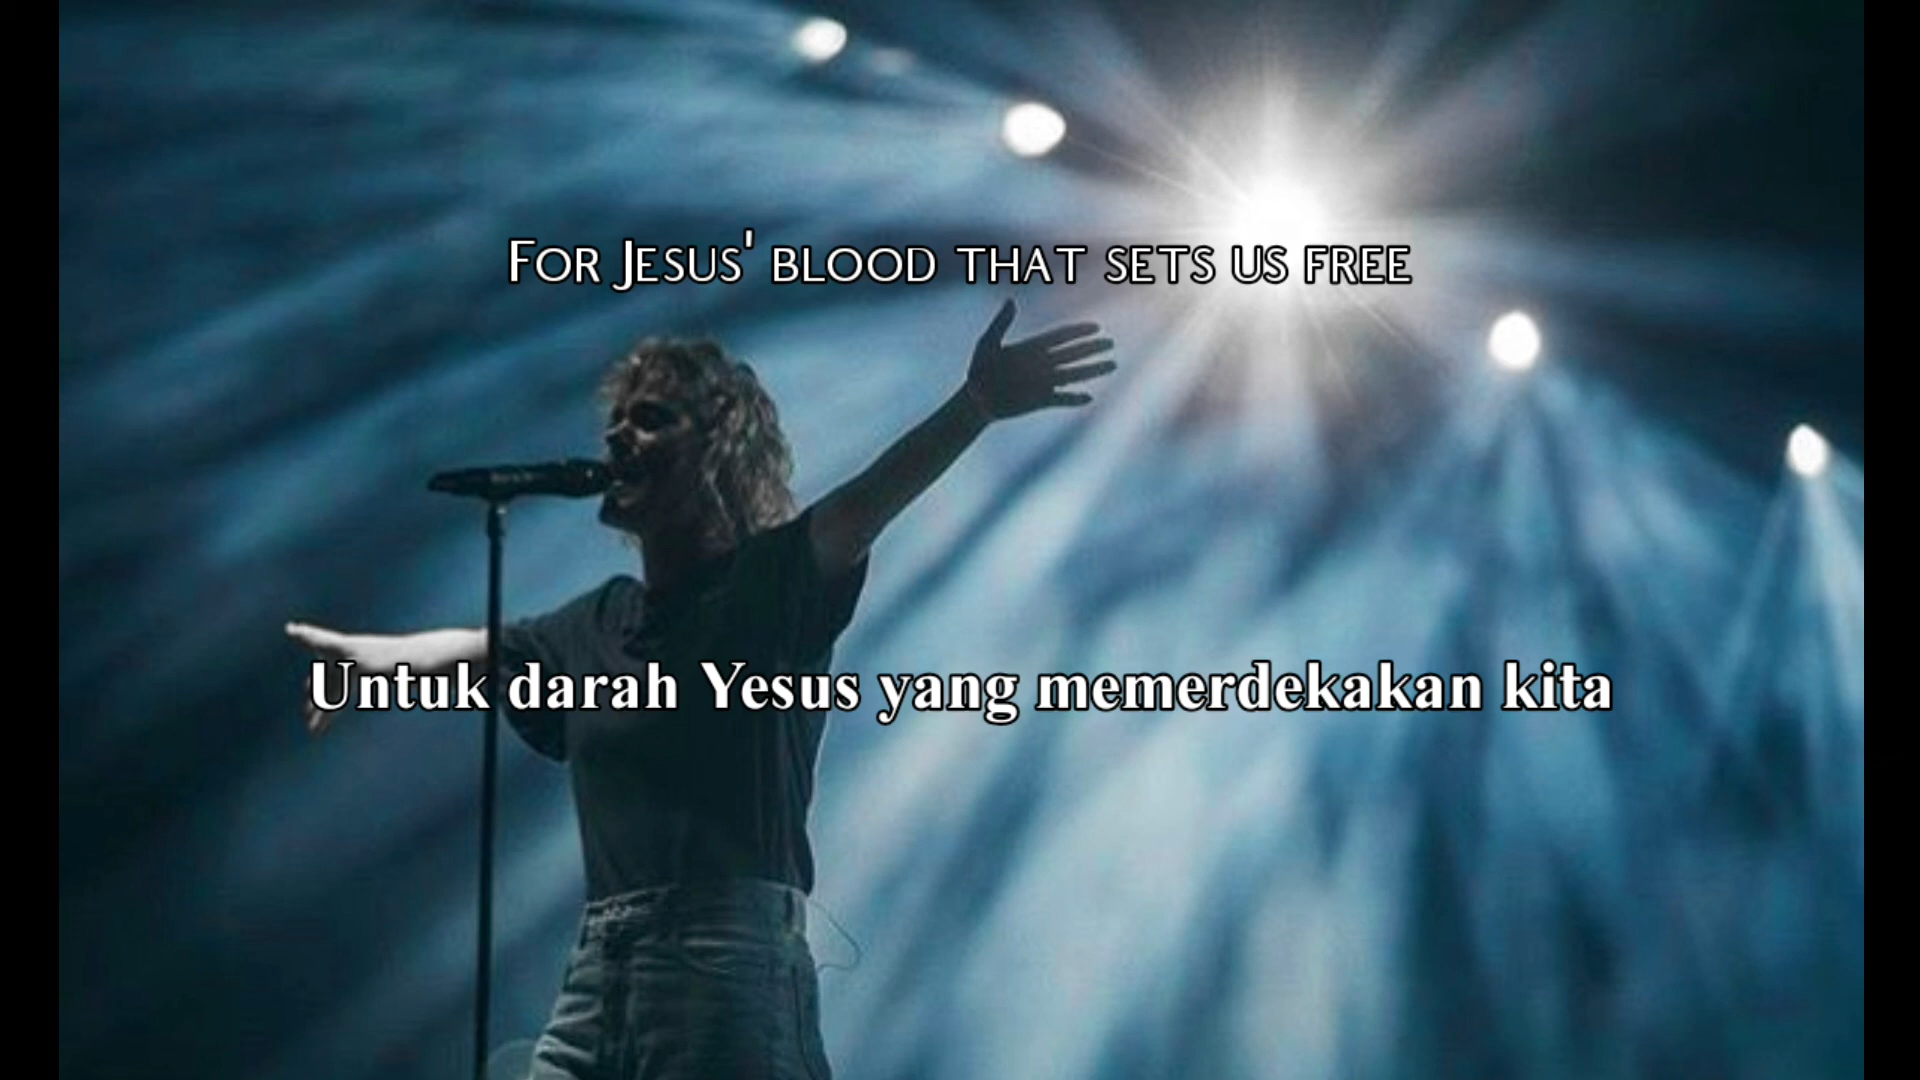 For Jesus' blood that sets us free
Untuk darah Yesus yang memerdekakan kita